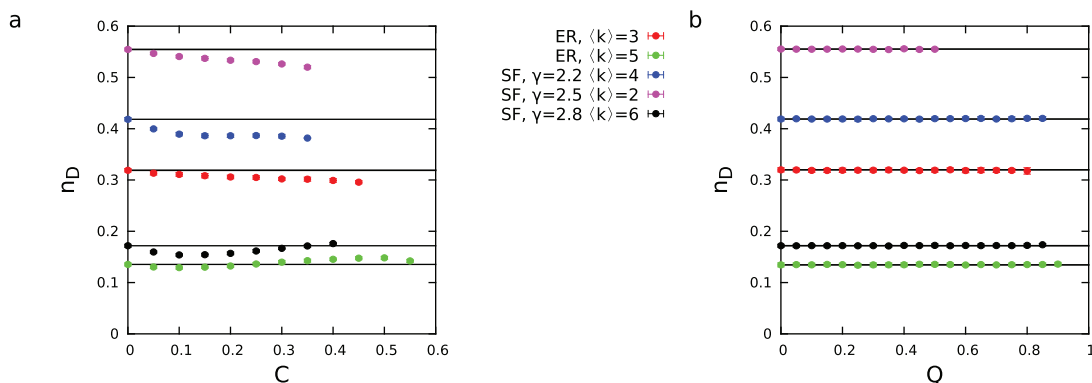 a
0.6
0.5
0.4
0.3
0.2
0.1
0
n_D
0 0.1 0.2 0.3 0.4 0.5 0.6
C
ER, ⟨k⟩=3
ER, ⟨k⟩=5
SF, γ=2.2 ⟨k⟩=4
SF, γ=2.5 ⟨k⟩=2
SF, γ=2.8 ⟨k⟩=6
b
0.6
0.5
0.4
0.3
0.2
0.1
0
n_D
0 0.2 0.4 0.6 0.8 1
Q